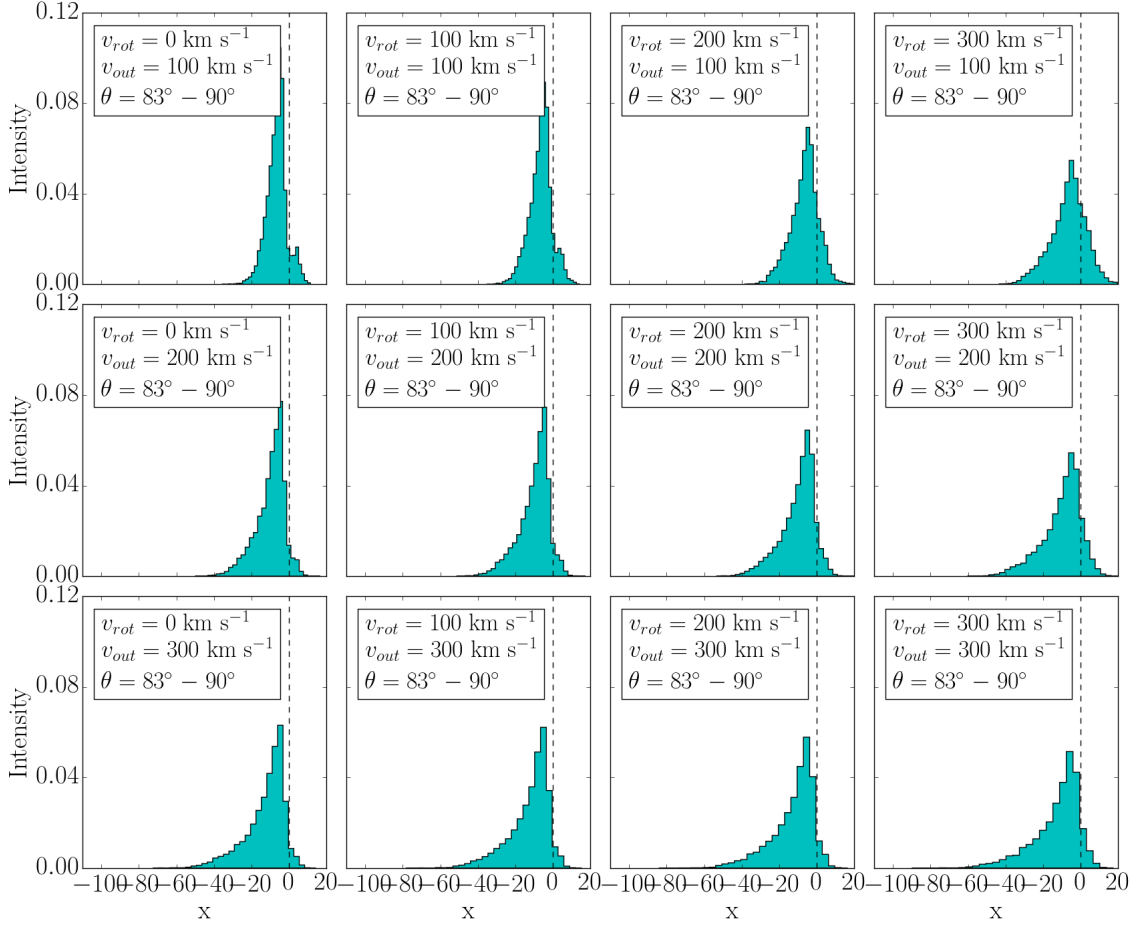 0.12
Intensity
0.08
0.04
0.00
v_rot = 0 km s⁻¹
v_out = 100 km s⁻¹
θ = 83° − 90°
v_rot = 100 km s⁻¹
v_out = 100 km s⁻¹
θ = 83° − 90°
v_rot = 200 km s⁻¹
v_out = 100 km s⁻¹
θ = 83° − 90°
v_rot = 300 km s⁻¹
v_out = 100 km s⁻¹
θ = 83° − 90°
0.12
Intensity
0.08
0.04
0.00
v_rot = 0 km s⁻¹
v_out = 200 km s⁻¹
θ = 83° − 90°
v_rot = 100 km s⁻¹
v_out = 200 km s⁻¹
θ = 83° − 90°
v_rot = 200 km s⁻¹
v_out = 200 km s⁻¹
θ = 83° − 90°
v_rot = 300 km s⁻¹
v_out = 200 km s⁻¹
θ = 83° − 90°
0.12
Intensity
0.08
0.04
0.00
v_rot = 0 km s⁻¹
v_out = 300 km s⁻¹
θ = 83° − 90°
v_rot = 100 km s⁻¹
v_out = 300 km s⁻¹
θ = 83° − 90°
v_rot = 200 km s⁻¹
v_out = 300 km s⁻¹
θ = 83° − 90°
v_rot = 300 km s⁻¹
v_out = 300 km s⁻¹
θ = 83° − 90°
−100 −80 −60 −40 −20 0 20
−100 −80 −60 −40 −20 0 20
−100 −80 −60 −40 −20 0 20
−100 −80 −60 −40 −20 0 20
x
x
x
x